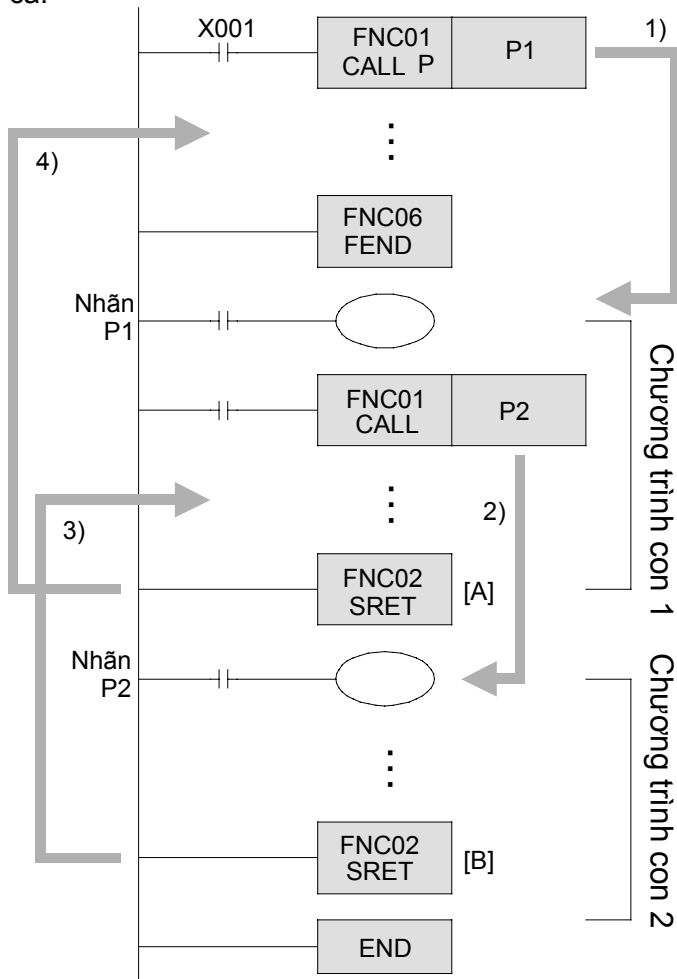 cả.
X001
FNC01
CALL P
P1
1)
4)
FNC06
FEND
Nhãn
P1
FNC01
CALL
P2
2)
3)
FNC02
SRET
[A]
Chương trình con 1
Nhãn
P2
FNC02
SRET
[B]
Chương trình con 2
END